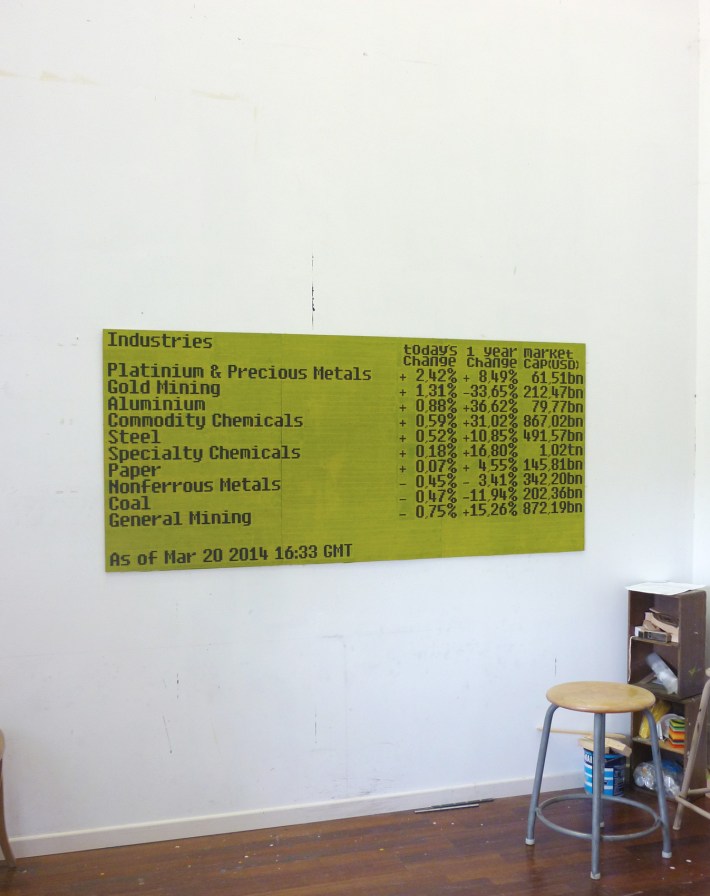 Industries today's 1 year market
Change Change Cap(USD)
Platinium & Precious Metals + 2,42% + 8,49% 61,51bn
Gold Mining + 1,31% -33,65% 212,47bn
Aluminium + 0,88% +36,62% 79,77bn
Commodity Chemicals + 0,59% +31,02% 867,02bn
Steel + 0,52% +10,85% 491,57bn
Specialty Chemicals + 0,18% +16,80% 1,02tn
Paper + 0,07% + 4,55% 145,81bn
Nonferrous Metals - 0,45% - 3,41% 342,20bn
Coal - 0,47% -11,94% 202,36bn
General Mining - 0,75% +15,26% 872,19bn
As of Mar 20 2014 16:33 GMT